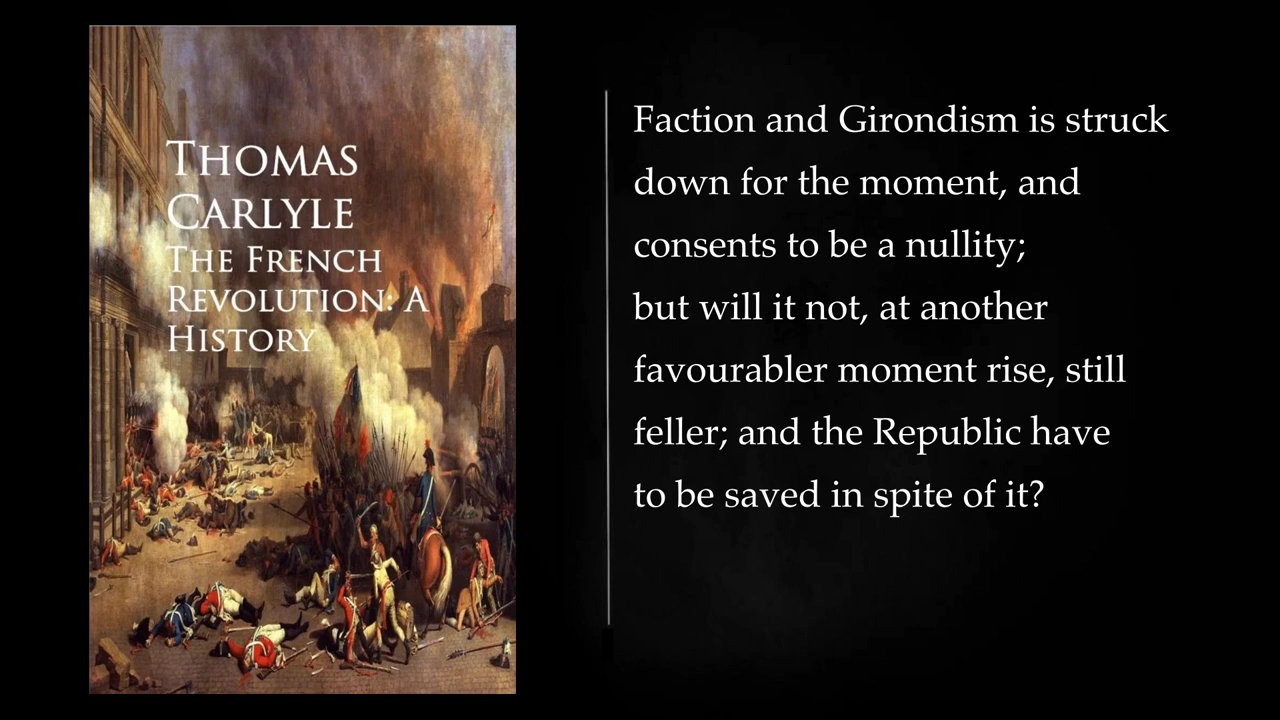 THOMAS
CARLYLE
THE FRENCH
REVOLUTION: A
HISTORY
Faction and Girondism is struck
down for the moment, and
consents to be a nullity;
but will it not, at another
favourabler moment rise, still
feller; and the Republic have
to be saved in spite of it?